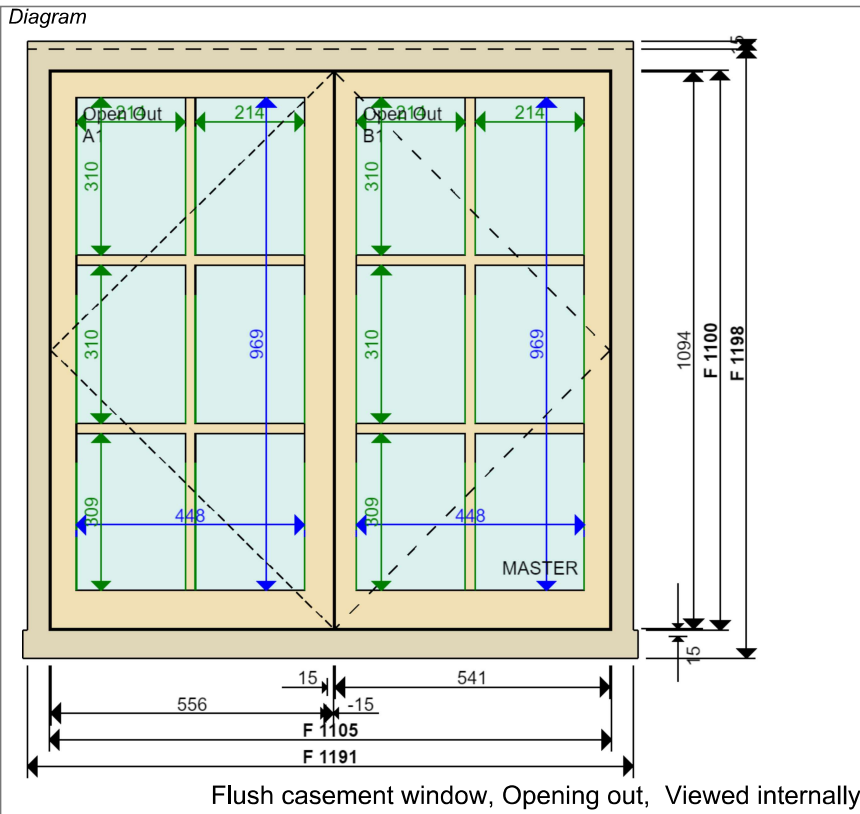 Diagram
15
Open Out
A1
214
214
Open Out
B1
214
214
310
310
310
310
969
969
309
309
448
448
MASTER
1094
F 1100
F 1198
15
15
541
556
-15
F 1105
F 1191
Flush casement window, Opening out, Viewed internally